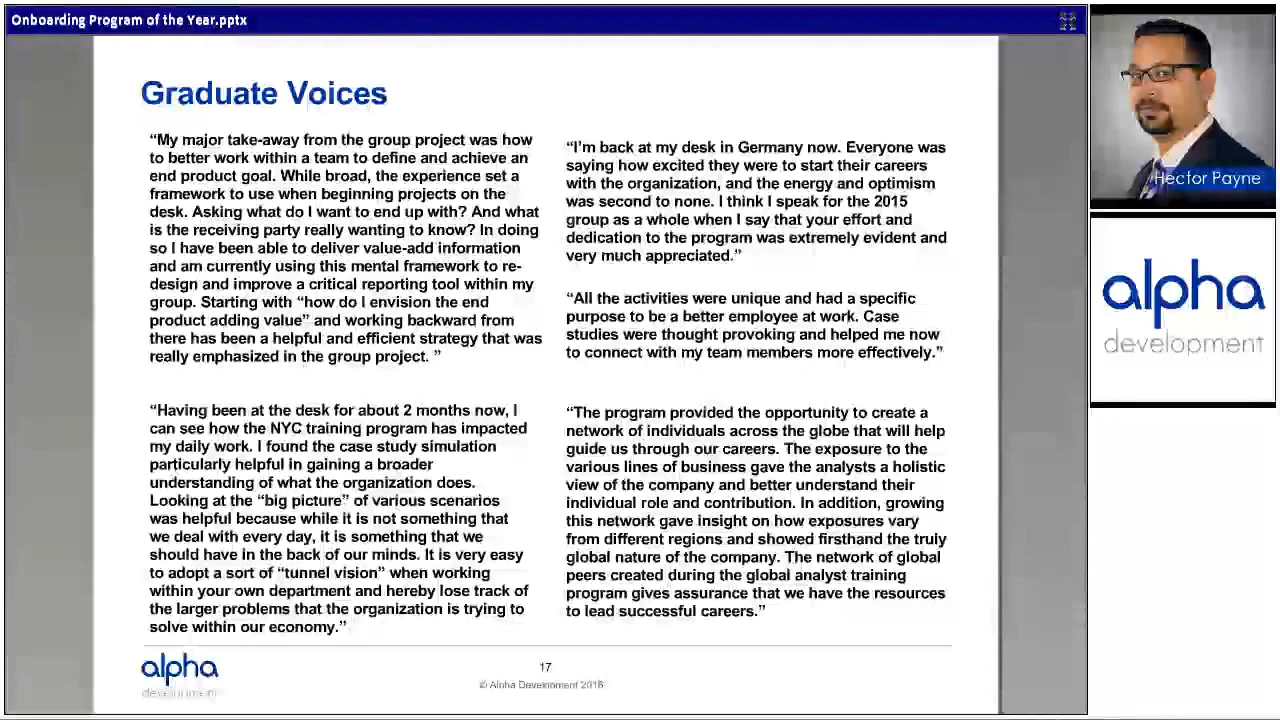 Onboarding Program of the Year.pptx
Graduate Voices
“My major take-away from the group project was how
to better work within a team to define and achieve an
end product goal. While broad, the experience set a
framework to use when beginning projects on the
desk. Asking what do I want to end up with? And what
is the receiving party really wanting to know? In doing
so I have been able to deliver value-add information
and am currently using this mental framework to re-
design and improve a critical reporting tool within my
group. Starting with “how do I envision the end
product adding value” and working backward from
there has been a helpful and efficient strategy that was
really emphasized in the group project. ”
“Having been at the desk for about 2 months now, I
can see how the NYC training program has impacted
my daily work. I found the case study simulation
particularly helpful in gaining a broader
understanding of what the organization does.
Looking at the “big picture” of various scenarios
was helpful because while it is not something that
we deal with every day, it is something that we
should have in the back of our minds. It is very easy
to adopt a sort of “tunnel vision” when working
within your own department and hereby lose track of
the larger problems that the organization is trying to
solve within our economy.”
“I’m back at my desk in Germany now. Everyone was
saying how excited they were to start their careers
with the organization, and the energy and optimism
was second to none. I think I speak for the 2015
group as a whole when I say that your effort and
dedication to the program was extremely evident and
very much appreciated.”
“All the activities were unique and had a specific
purpose to be a better employee at work. Case
studies were thought provoking and helped me now
to connect with my team members more effectively.”
“The program provided the opportunity to create a
network of individuals across the globe that will help
guide us through our careers. The exposure to the
various lines of business gave the analysts a holistic
view of the company and better understand their
individual role and contribution. In addition, growing
this network gave insight on how exposures vary
from different regions and showed firsthand the truly
global nature of the company. The network of global
peers created during the global analyst training
program gives assurance that we have the resources
to lead successful careers.”
alpha
development
17
© Alpha Development 2016
Hector Payne
alpha
development